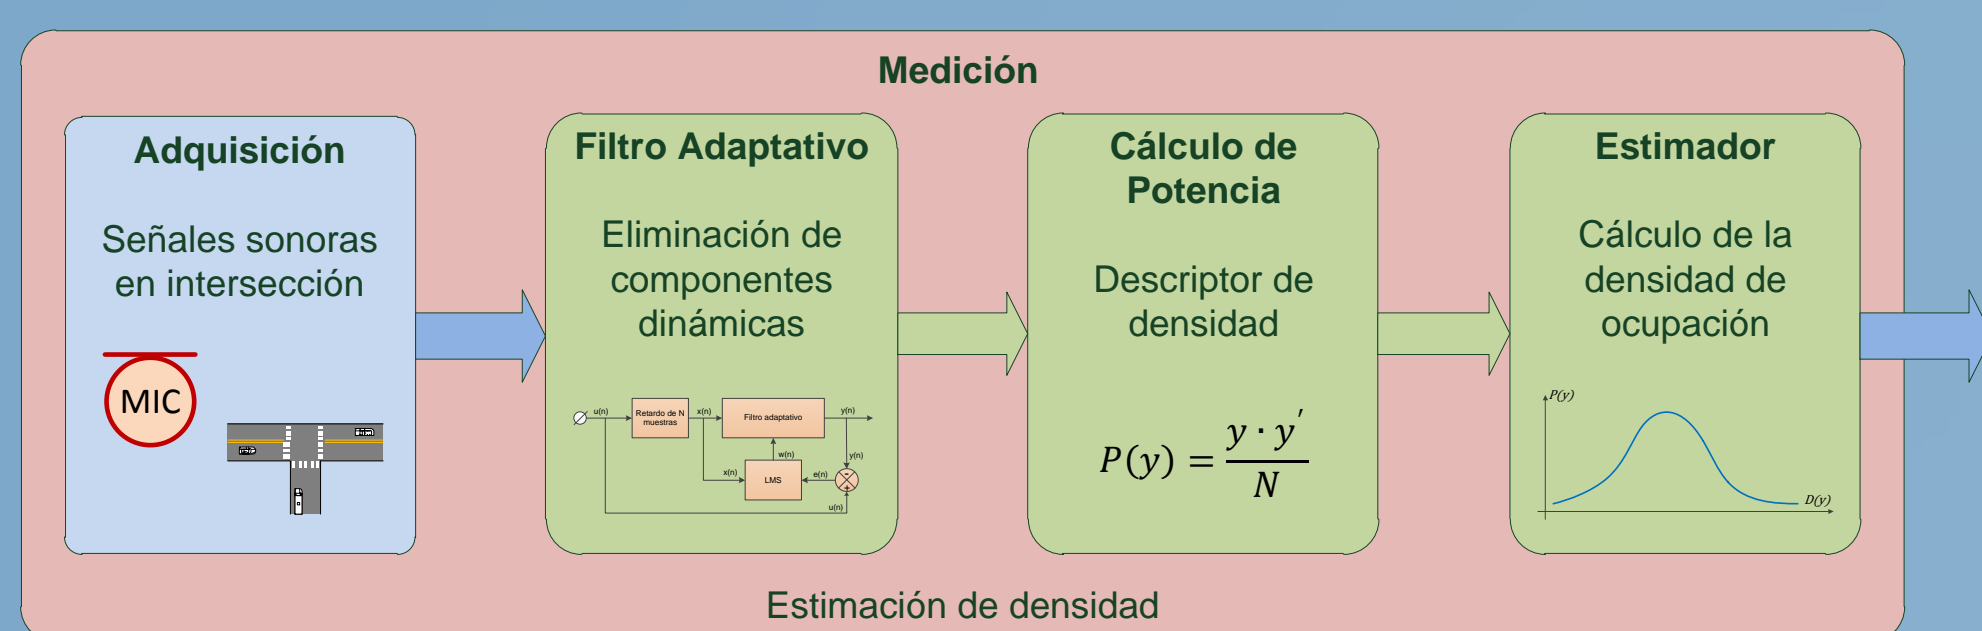 Medición
Adquisición
Señales sonoras
en intersección
MIC
Filtro Adaptativo
Eliminación de
componentes
dinámicas
u(n)
Retardo de N
muestras
x(n)
Filtro adaptativo
y(n)
w(n)
y(n)
x(n)
LMS
e(n)
-
+
u(n)
Cálculo de
Potencia
Descriptor de
densidad
P(y) = y · y′ / N
Estimador
Cálculo de la
densidad de
ocupación
P(y)
D(y)
Estimación de densidad